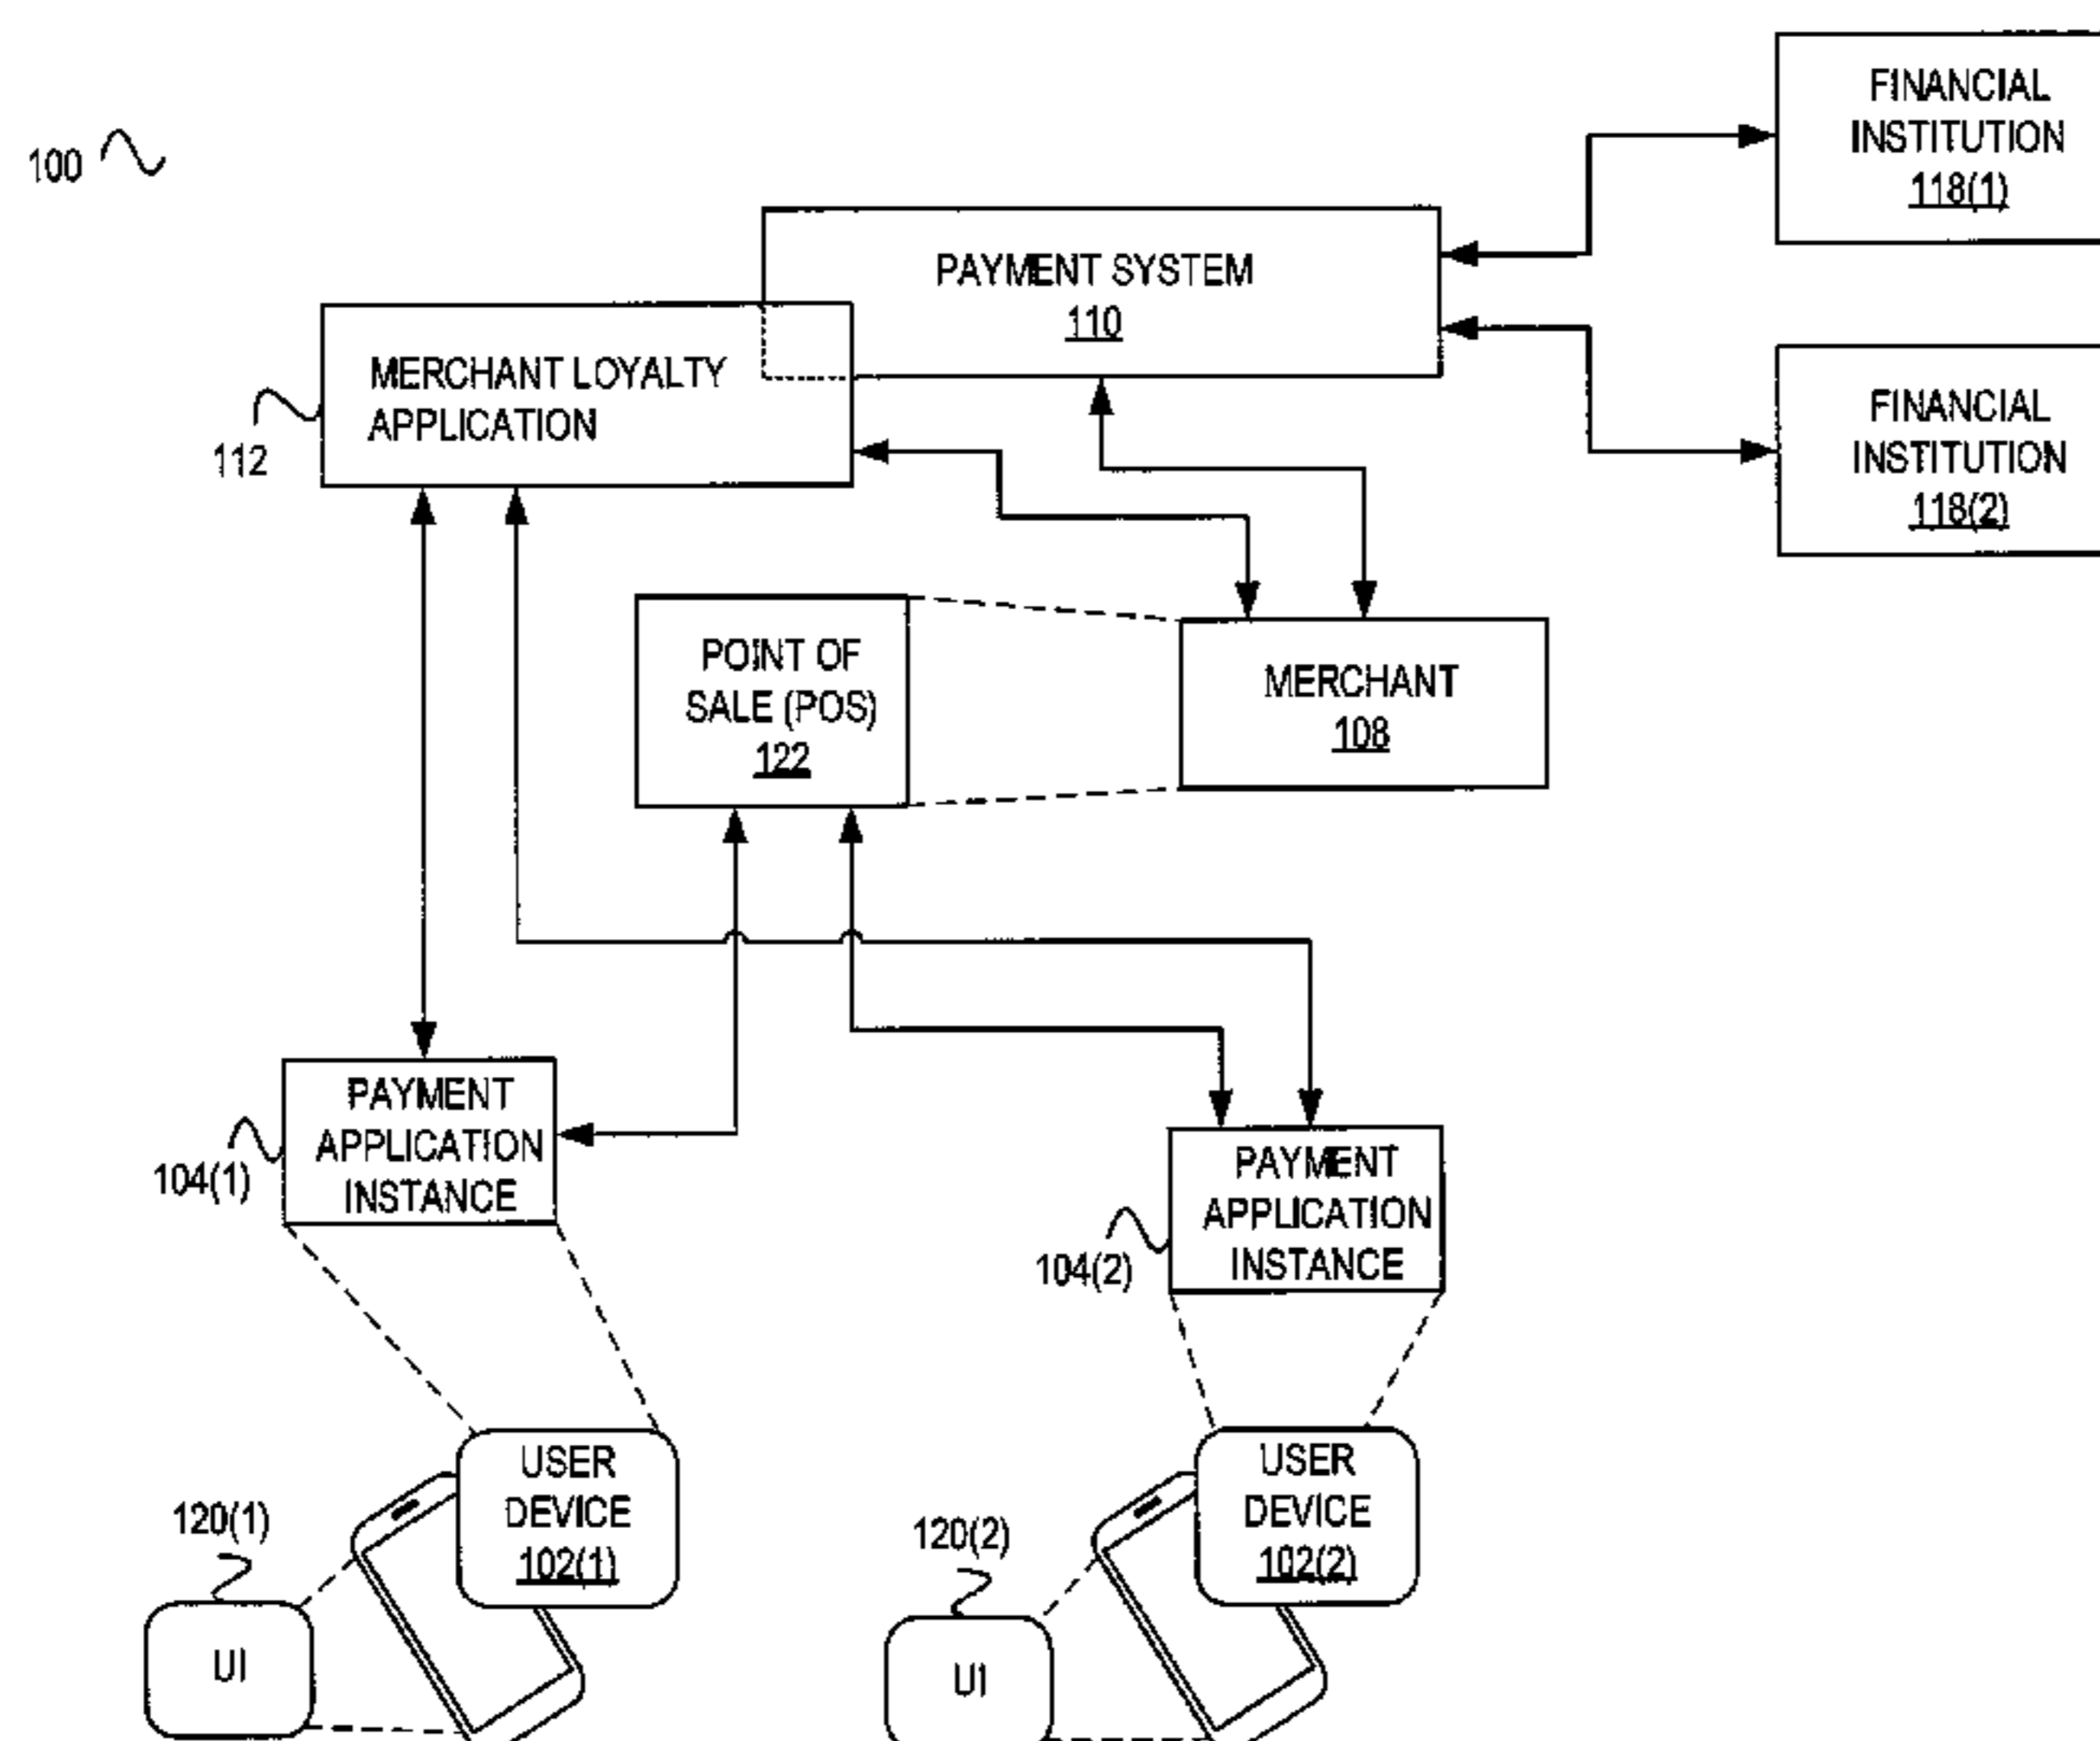 100
FINANCIAL
INSTITUTION
118(1)
PAYMENT SYSTEM
110
MERCHANT LOYALTY
APPLICATION
112
FINANCIAL
INSTITUTION
118(2)
POINT OF
SALE (POS)
122
MERCHANT
108
PAYMENT
APPLICATION
INSTANCE
104(1)
PAYMENT
APPLICATION
INSTANCE
104(2)
USER
DEVICE
102(1)
120(1)
UI
USER
DEVICE
102(2)
120(2)
UI